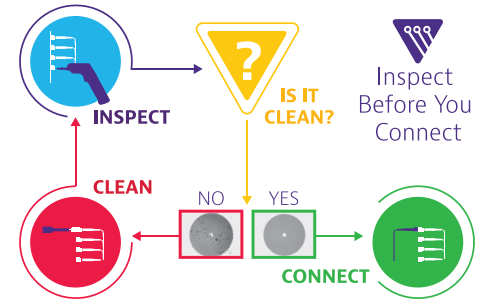 ?
INSPECT
IS IT
CLEAN?
Inspect
Before You
Connect
CLEAN
NO
YES
CONNECT